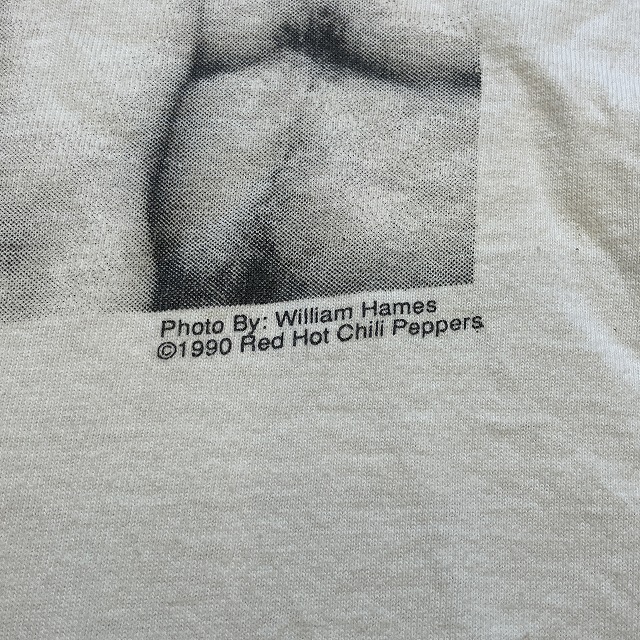 Photo By: William Hames
©1990 Red Hot Chili Peppers